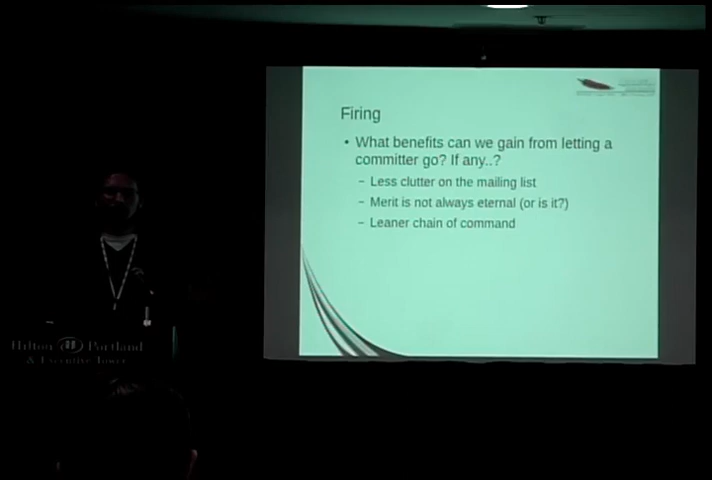 Firing
• What benefits can we gain from letting a
committer go? If any..?
– Less clutter on the mailing list
– Merit is not always eternal (or is it?)
– Leaner chain of command
Hilton Portland
& Executive Tower